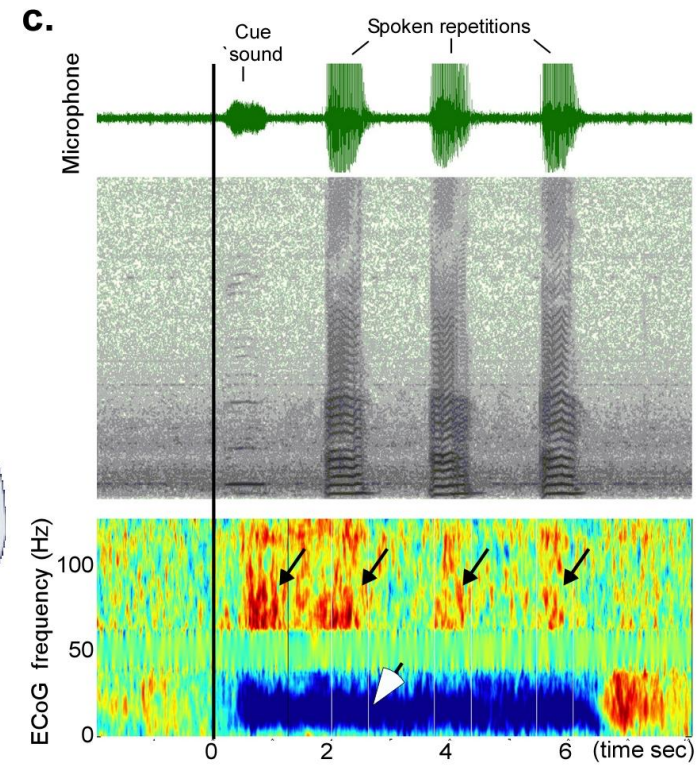 c.
Cue
sound
Spoken repetitions
Microphone
ECoG frequency (Hz)
100
50
0
0 2 4 6 (time sec)